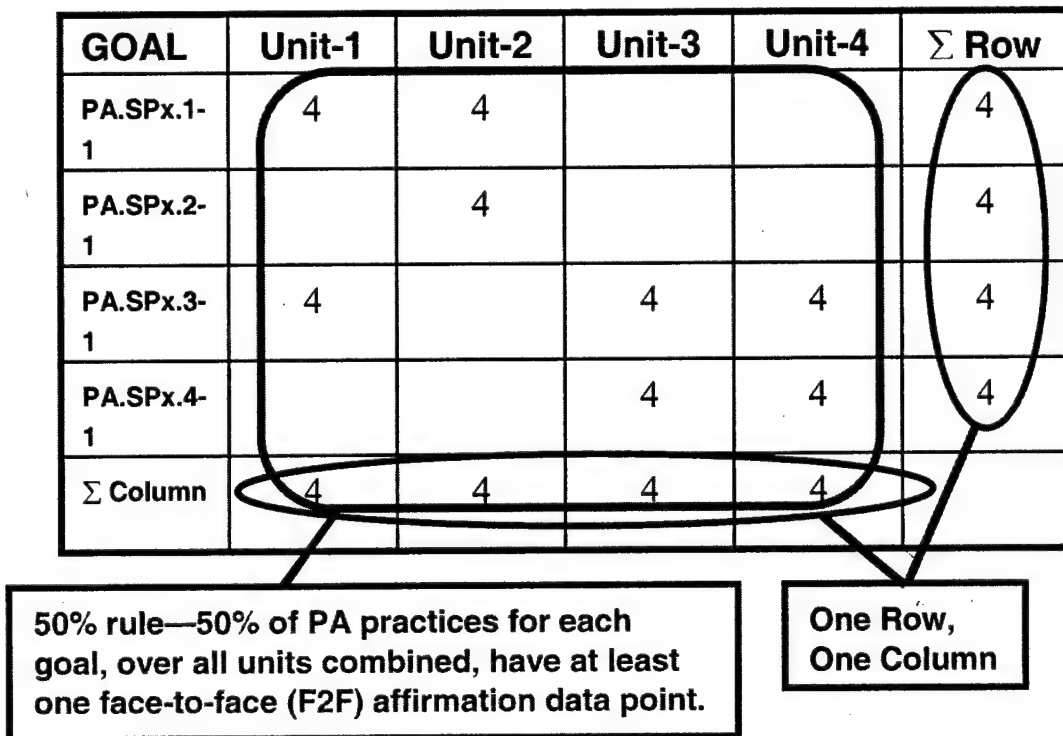 GOAL Unit-1 Unit-2 Unit-3 Unit-4 Σ Row
PA.SPx.1- 4 4 4
1
PA.SPx.2- 4 4
1
PA.SPx.3- 4 4 4 4
1
PA.SPx.4- 4 4 4
1
Σ Column 4 4 4 4
50% rule—50% of PA practices for each
goal, over all units combined, have at least
one face-to-face (F2F) affirmation data point.
One Row,
One Column